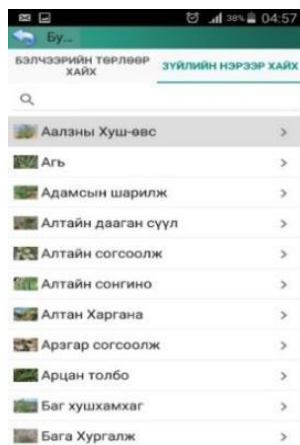 38% 04:57
Бу...
БЭЛЧЭЭРИЙН ТӨРЛӨӨР ХАЙХ
ЗҮЙЛИЙН НЭРЭЭР ХАЙХ
Аалзны Хуш-өвс
Агь
Адамсын шарилж
Алтайн дааган сүүл
Алтайн согсоолж
Алтайн сонгино
Алтан Харгана
Арзгар согсоолж
Арцан толбо
Баг хушхамхаг
Бага Хургалж